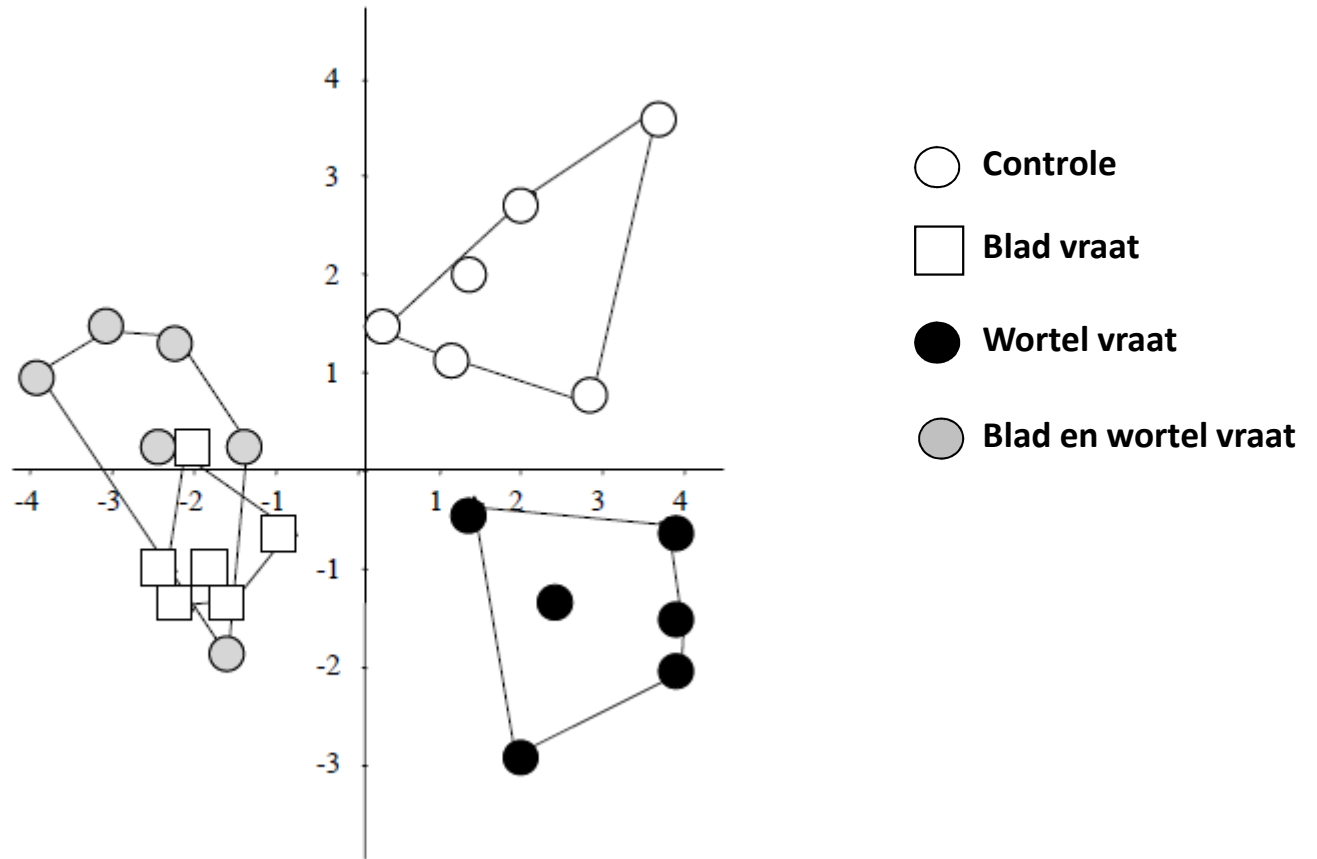 4
3
2
1
-4 -3 -2 -1 1 2 3 4
-1
-2
-3
Controle
Blad vraat
Wortel vraat
Blad en wortel vraat